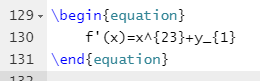 129 \begin{equation}
130 f'(x)=x^{23}+y_{1}
131 \end{equation}